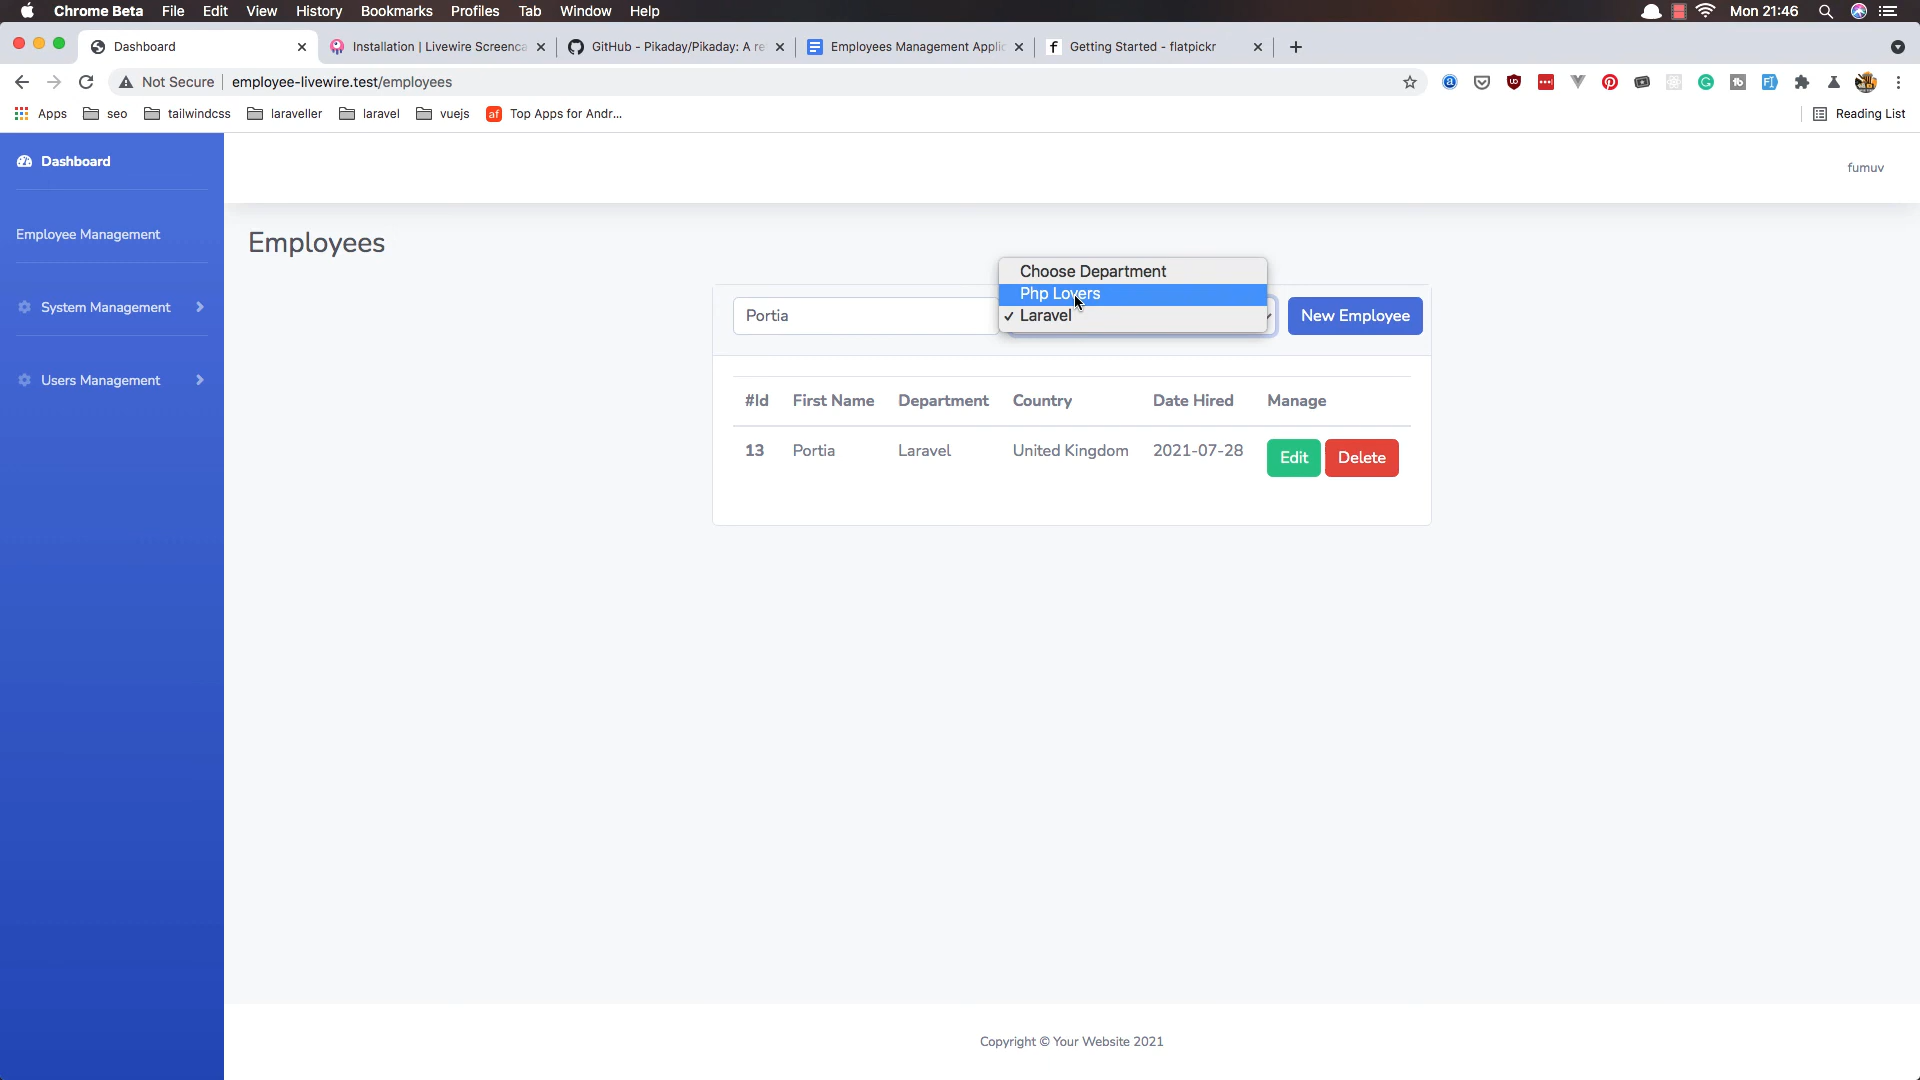 Chrome Beta File Edit View History Bookmarks Profiles Tab Window Help Mon 21:46
Dashboard Installation | Livewire Screenca GitHub - Pikaday/Pikaday: A re Employees Management Applic Getting Started - flatpickr
Not Secure employee-livewire.test/employees
Apps seo tailwindcss laraveller laravel vuejs af Top Apps for Andr... Reading List
Dashboard
fumuv
Employee Management
Employees
System Management
Users Management
Choose Department
Php Lovers
✓ Laravel
Portia
New Employee
#Id First Name Department Country Date Hired Manage
13 Portia Laravel United Kingdom 2021-07-28 Edit Delete
Copyright © Your Website 2021